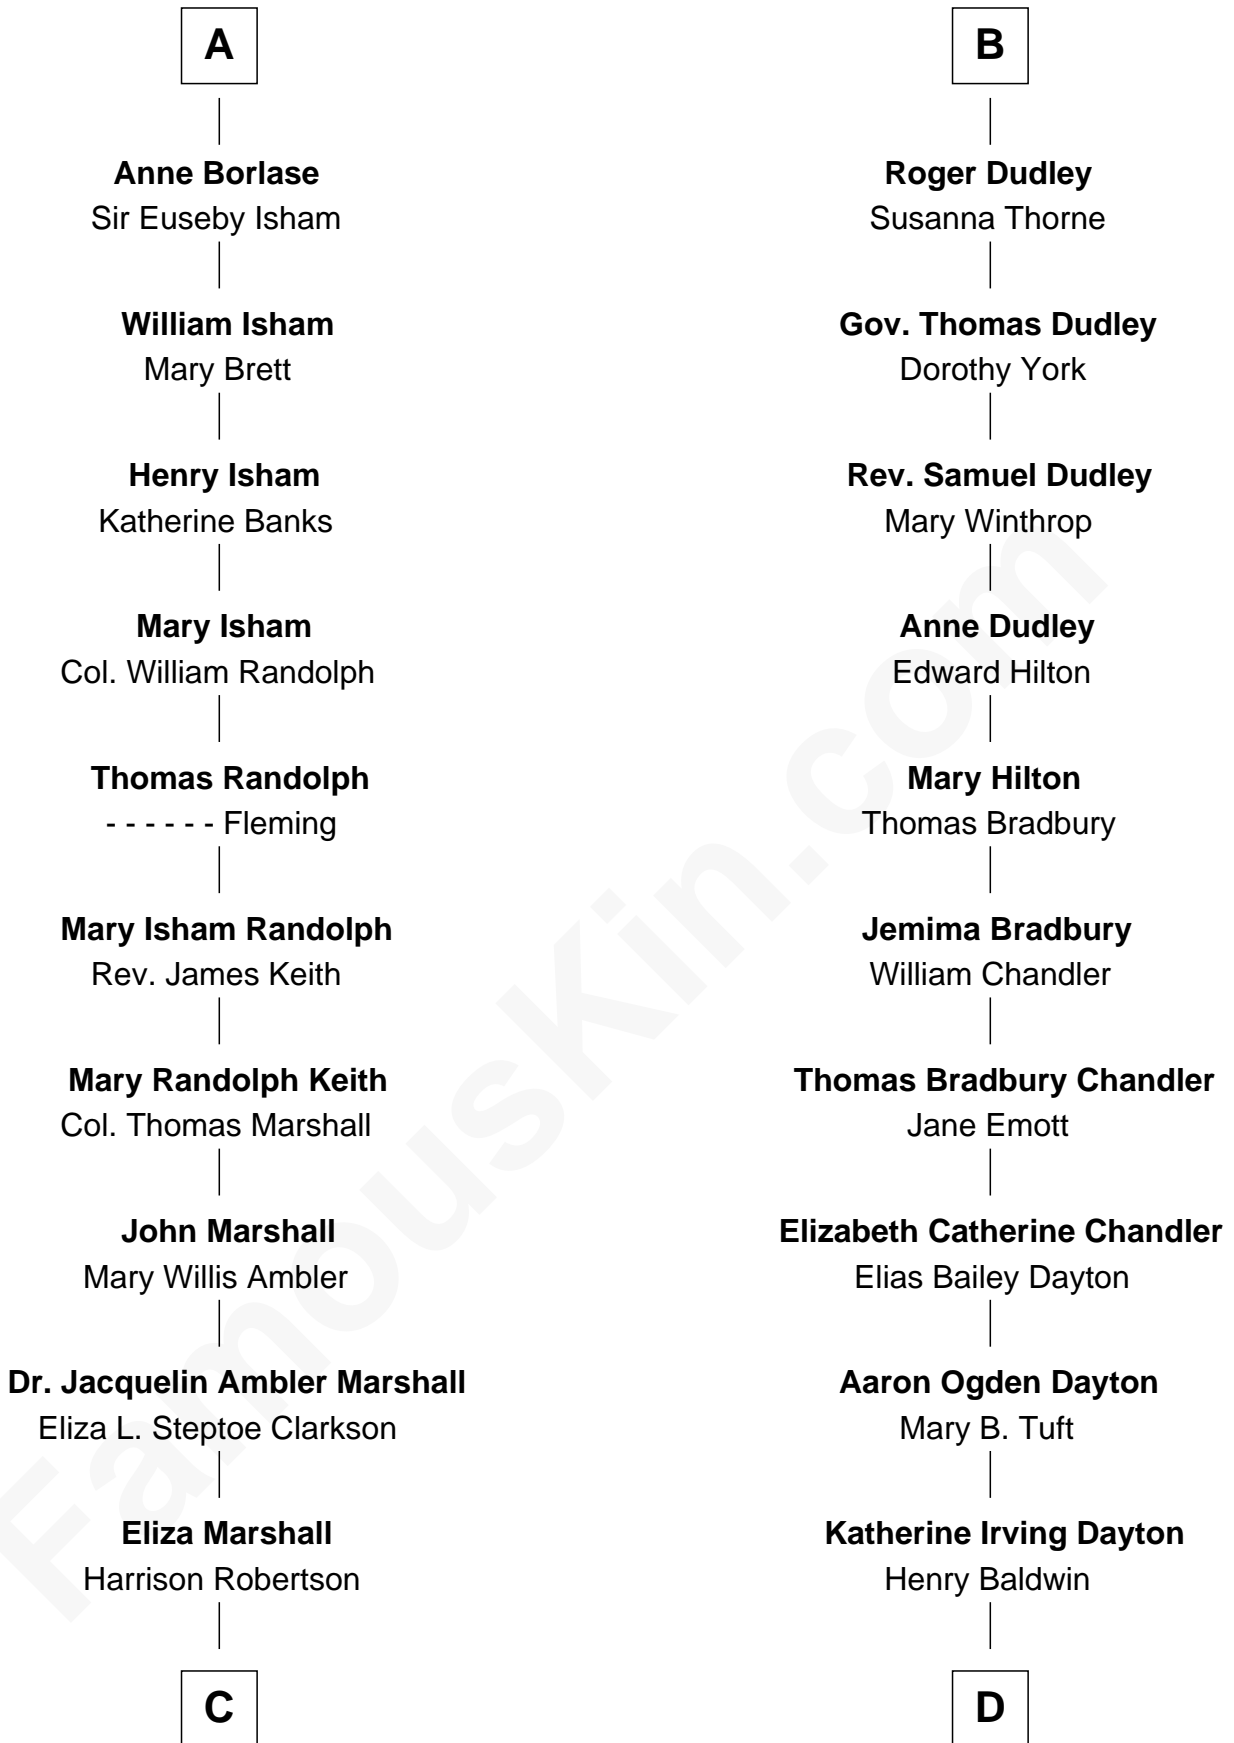 A
Anne Borlase
Sir Euseby Isham
William Isham
Mary Brett
Henry Isham
Katherine Banks
Mary Isham
Col. William Randolph
Thomas Randolph
- - - - - - Fleming
Mary Isham Randolph
Rev. James Keith
Mary Randolph Keith
Col. Thomas Marshall
John Marshall
Mary Willis Ambler
Dr. Jacquelin Ambler Marshall
Eliza L. Steptoe Clarkson
Eliza Marshall
Harrison Robertson
C
B
Roger Dudley
Susanna Thorne
Gov. Thomas Dudley
Dorothy York
Rev. Samuel Dudley
Mary Winthrop
Anne Dudley
Edward Hilton
Mary Hilton
Thomas Bradbury
Jemima Bradbury
William Chandler
Thomas Bradbury Chandler
Jane Emott
Elizabeth Catherine Chandler
Elias Bailey Dayton
Aaron Ogden Dayton
Mary B. Tuft
Katherine Irving Dayton
Henry Baldwin
D
FamousKin.com